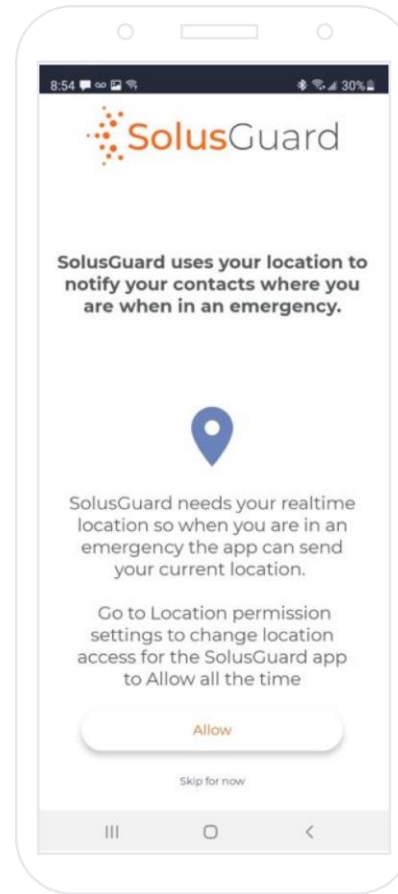 8:54
30%
SolusGuard
SolusGuard uses your location to
notify your contacts where you
are when in an emergency.
SolusGuard needs your realtime
location so when you are in an
emergency the app can send
your current location.
Go to Location permission
settings to change location
access for the SolusGuard app
to Allow all the time
Allow
Skip for now